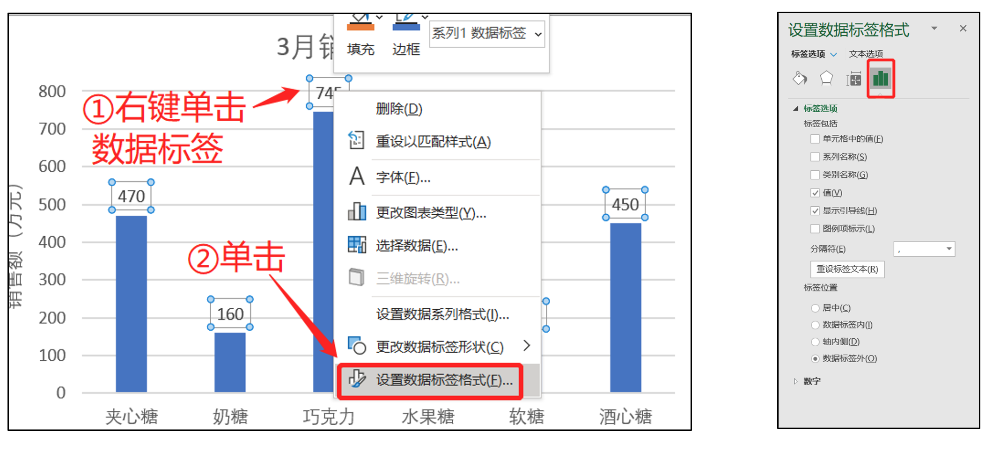 填充
边框
系列1 数据标签
3月
①右键单击
数据标签
②单击
销售额（万元）
800
700
600
500
400
300
200
100
0
470
160
450
删除(D)
重设以匹配样式(A)
字体(F)...
更改图表类型(Y)...
选择数据(E)...
三维旋转(R)...
设置数据系列格式(I)...
更改数据标签形状(C)
设置数据标签格式(F)...
夹心糖
奶糖
巧克力
水果糖
软糖
酒心糖
设置数据标签格式
标签选项
文本选项
标签选项
标签包括
单元格中的值(F)
系列名称(S)
类别名称(G)
值(V)
显示引导线(H)
图例项标示(L)
分隔符(E)
,
重设标签文本(R)
标签位置
居中(C)
数据标签内(I)
轴内侧(D)
数据标签外(O)
数字